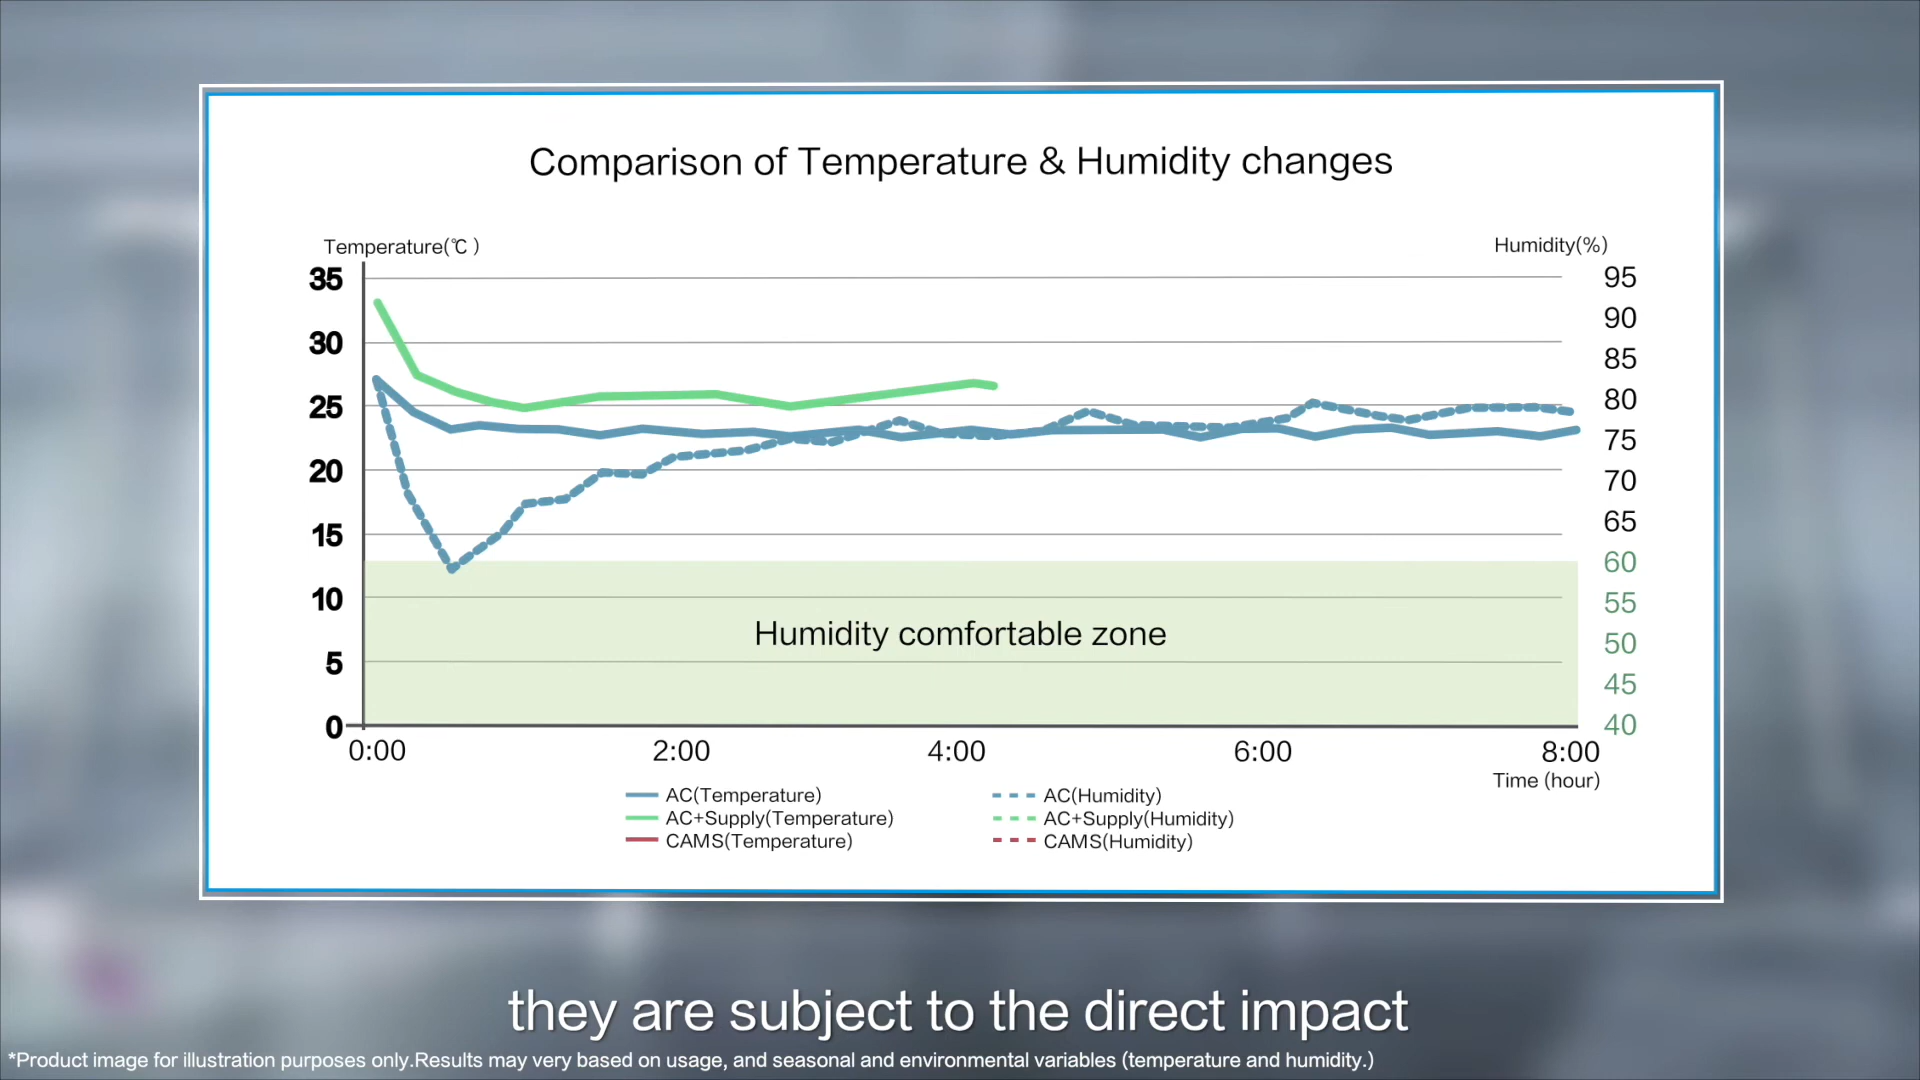 Comparison of Temperature & Humidity changes
Temperature(℃ )
Humidity(%)
35
30
25
20
15
10
5
0
95
90
85
80
75
70
65
60
55
50
45
40
Humidity comfortable zone
0:00 2:00 4:00 6:00 8:00
Time (hour)
AC(Temperature) AC(Humidity)
AC+Supply(Temperature) AC+Supply(Humidity)
CAMS(Temperature) CAMS(Humidity)
they are subject to the direct impact
*Product image for illustration purposes only.Results may very based on usage, and seasonal and environmental variables (temperature and humidity.)